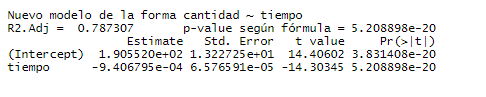 Nuevo modelo de la forma cantidad ~ tiempo
R2.Adj = 0.787307 p-value según fórmula = 5.208898e-20
Estimate Std. Error t value Pr(>|t|)
(Intercept) 1.905520e+02 1.322725e+01 14.40602 3.831408e-20
tiempo -9.406795e-04 6.576591e-05 -14.30345 5.208898e-20